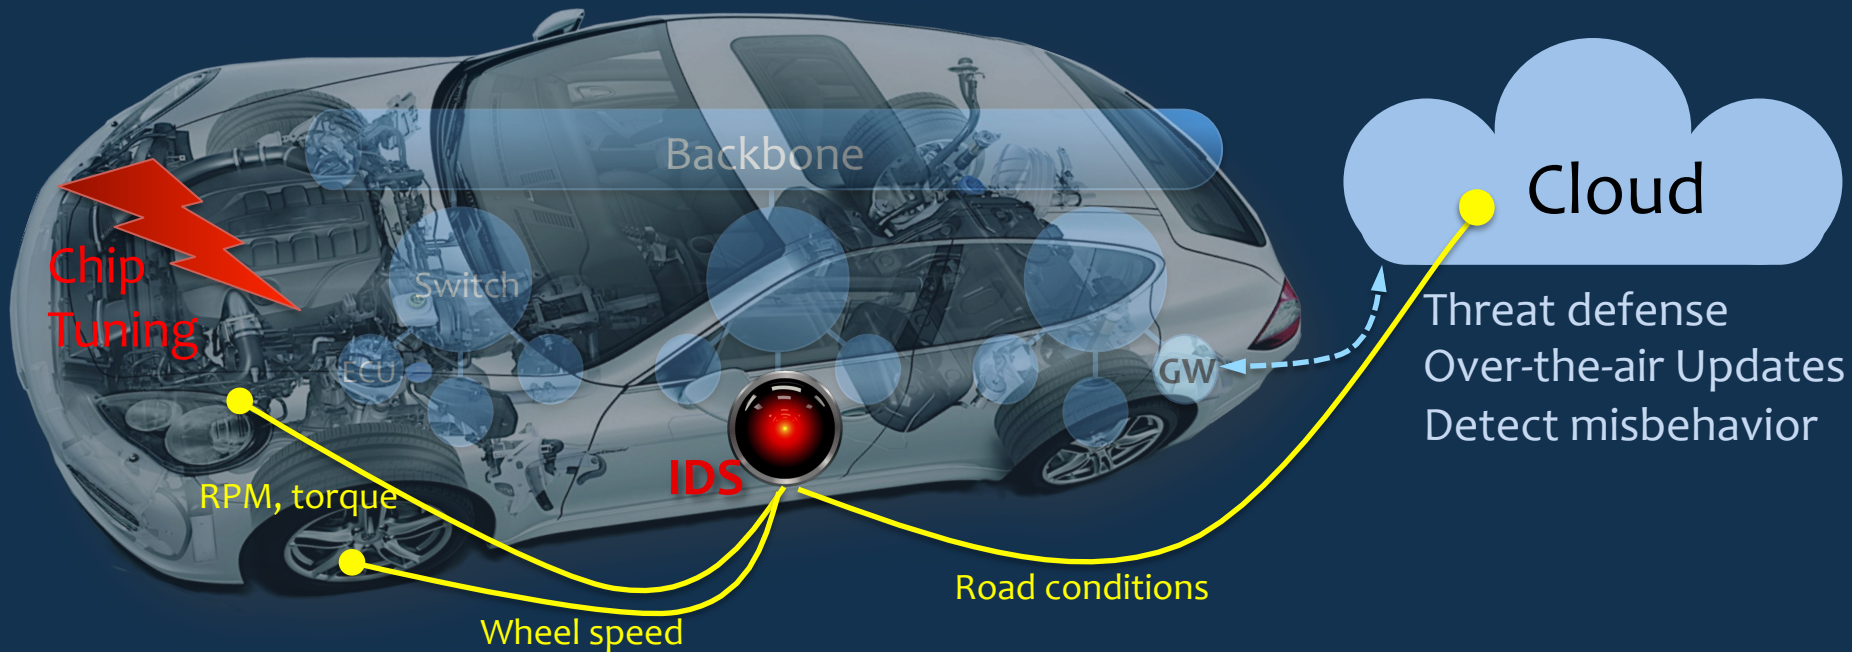 Backbone
Cloud
Chip
Tuning
Switch
ECU
GW
Threat defense
Over-the-air Updates
Detect misbehavior
IDS
RPM, torque
Road conditions
Wheel speed